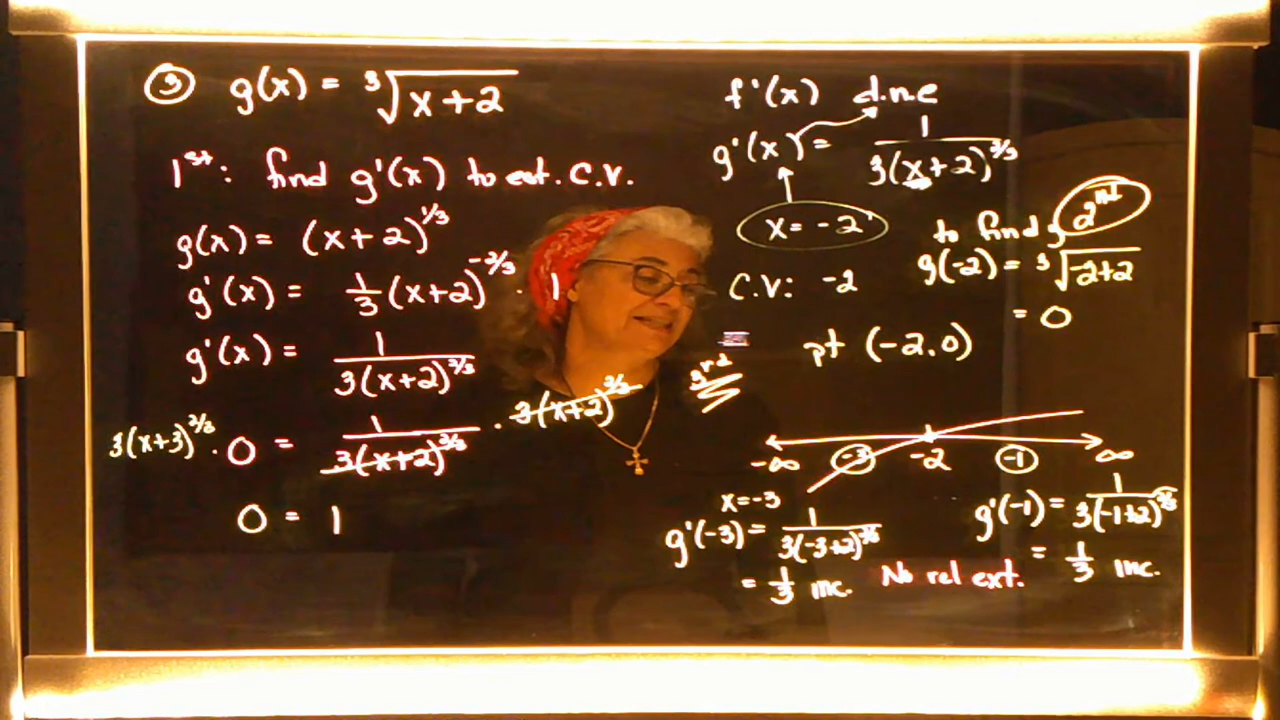 ③ g(x) = ∛(x+2)
1st: find g'(x) to est. C.V.
g(x) = (x+2)^1/3
g'(x) = 1/3 (x+2)^-2/3 · 1
g'(x) = 1/3(x+2)^2/3
3(x+3)^2/3 · 0 = 1/3(x+2)^2/3 · 3(x+2)^2/3
0 = 1
f'(x) d.n.e
g'(x) = 1/3(x+2)^2/3
x = -2
C.V: -2
to find y 2nd
g(-2) = ∛(-2+2)
= 0
pt (-2,0)
3rd
-∞ -3 -2 -1 ∞
x=-3
g'(-3) = 1/3(-3+2)^2/3
= 1/3 inc.
g'(-1) = 1/3(-1+2)^2/3
= 1/3 inc.
No rel ext.